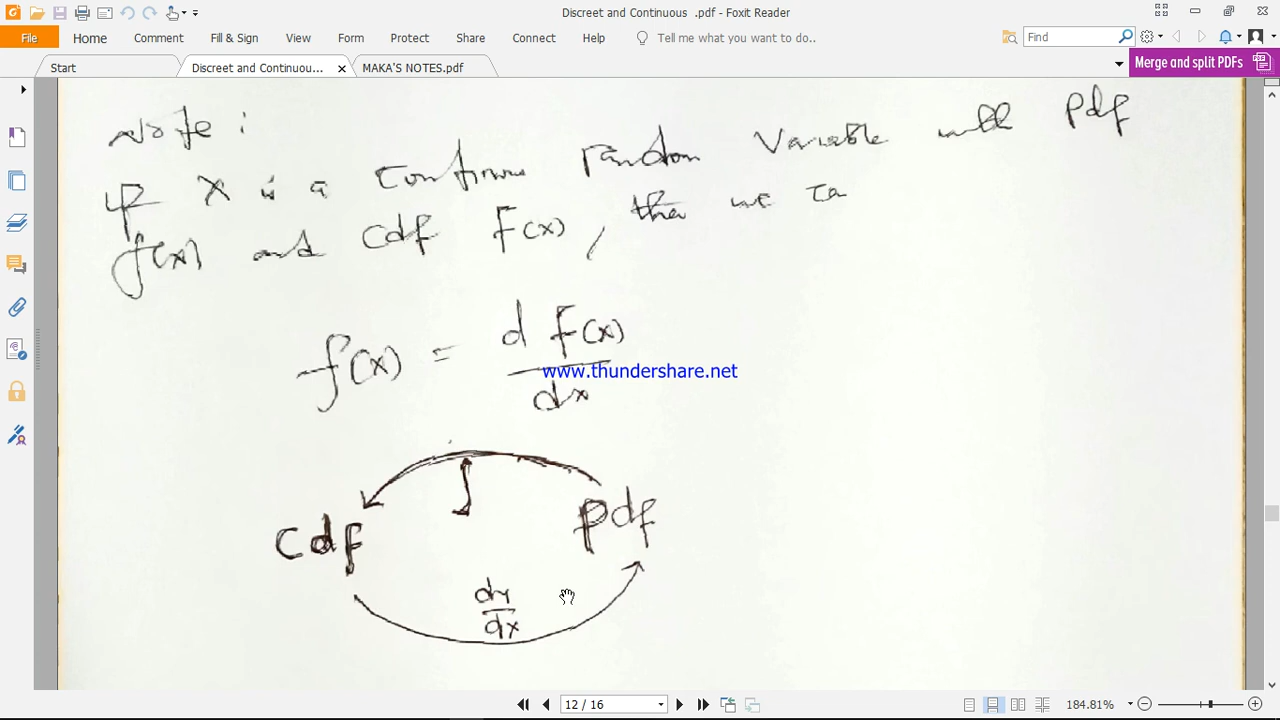 Discreet and Continuous .pdf - Foxit Reader
File Home Comment Fill & Sign View Form Protect Share Connect Help Tell me what you want to do.. Find
Start Discreet and Continuou... MAKA'S NOTES.pdf Merge and split PDFs
Note :
If X is a random Variable with pdf
f(x) and cdf F(x), then we
f(x) = d F(x)
www.thundershare.net
dx
∫
cdf pdf
dy
dx
12 / 16 184.81%